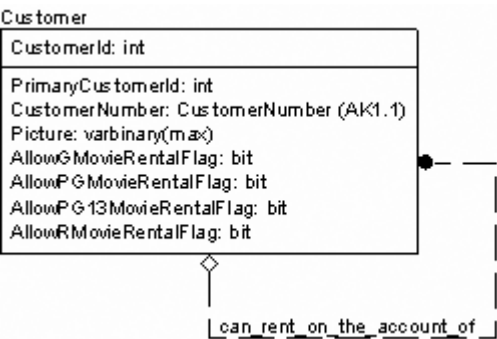 Customer
CustomerId: int
PrimaryCustomerId: int
CustomerNumber: CustomerNumber (AK1.1)
Picture: varbinary(max)
AllowGMovieRentalFlag: bit
AllowPGMovieRentalFlag: bit
AllowPG13MovieRentalFlag: bit
AllowRMovieRentalFlag: bit
can_rent_on_the_account_of